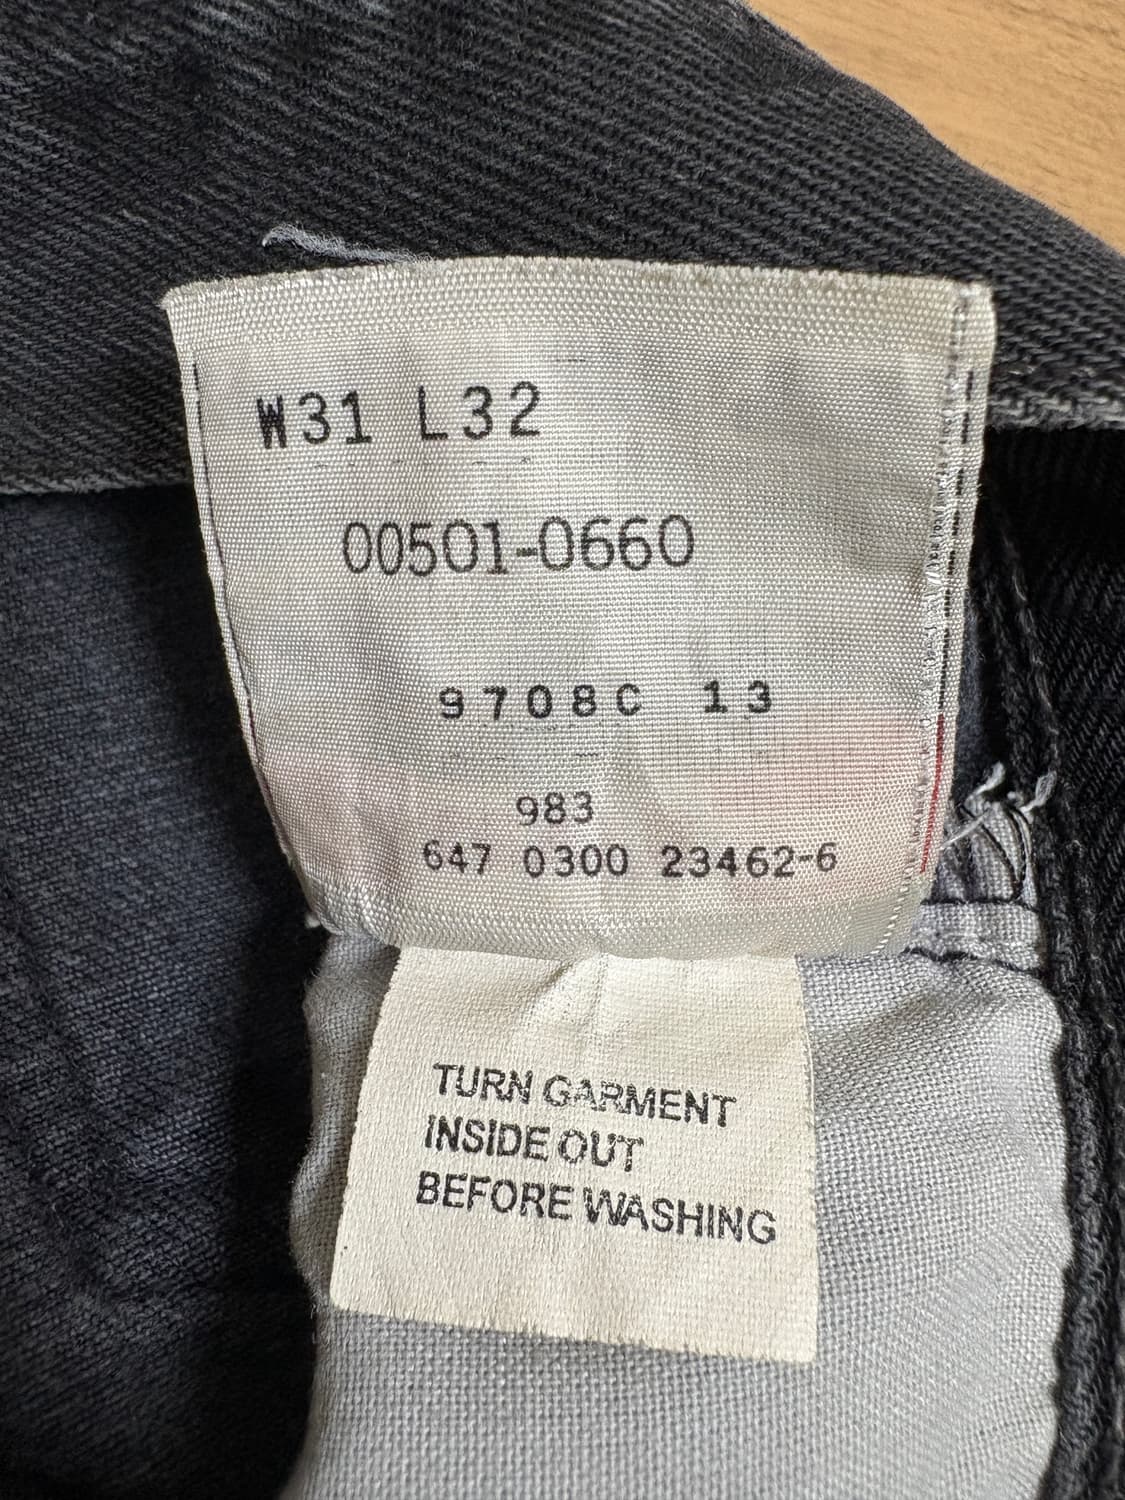 W31 L32
00501-0660
9708C 13
983
647 0300 23462-6
TURN GARMENT
INSIDE OUT
BEFORE WASHING